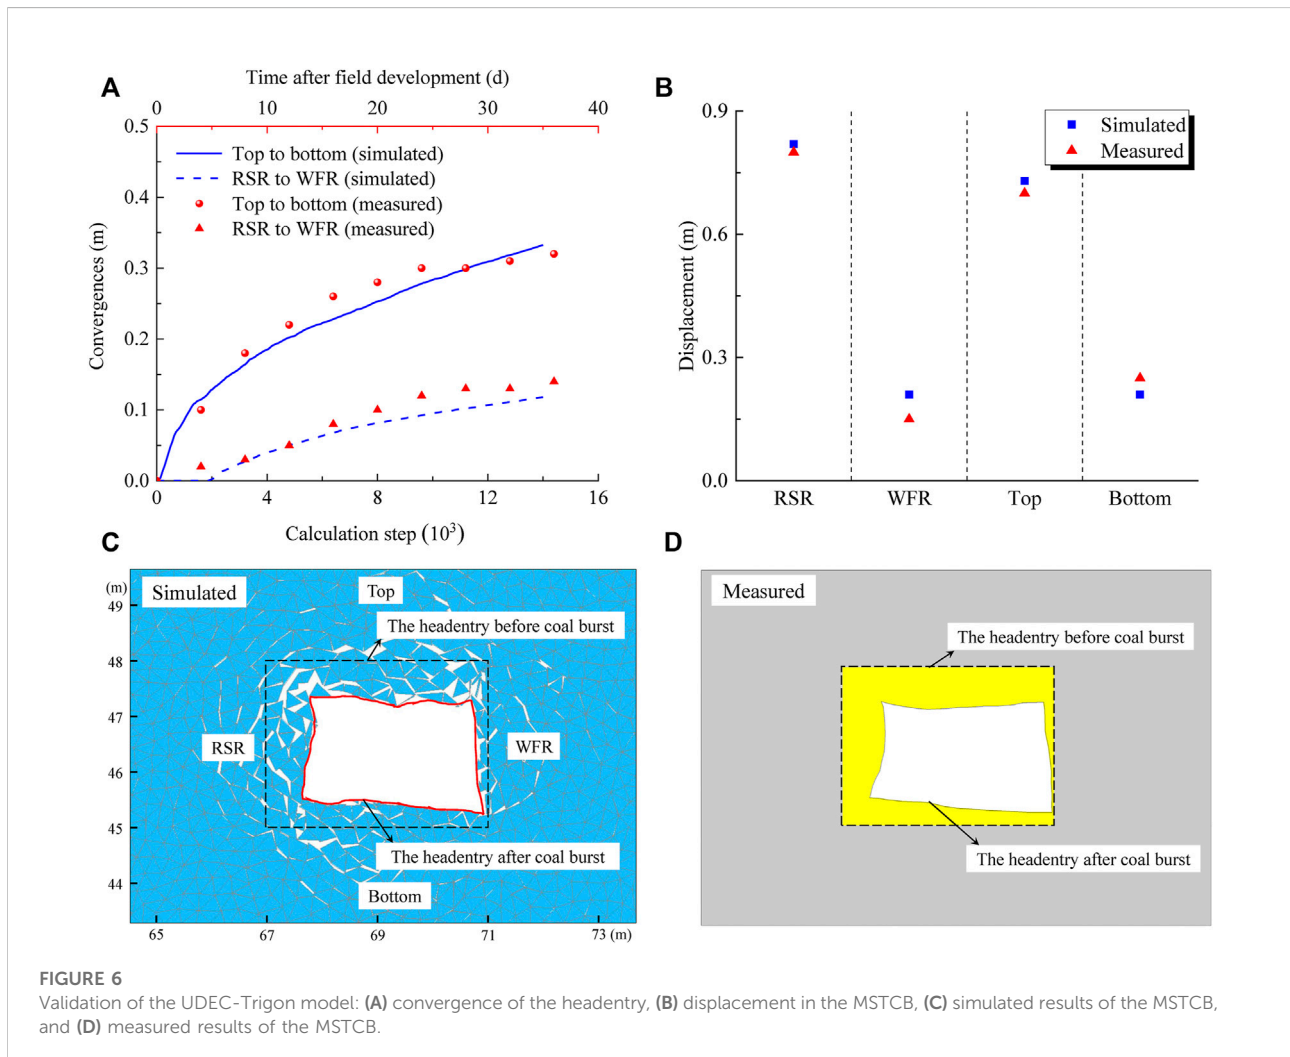 A
Time after field development (d)
0 10 20 30 40
0.5
0.4
0.3
0.2
0.1
0.0
Convergences (m)
Top to bottom (simulated)
RSR to WFR (simulated)
Top to bottom (measured)
RSR to WFR (measured)
0 4 8 12 16
Calculation step (10³)
B
0.9
0.6
0.3
0.0
Displacement (m)
Simulated
Measured
RSR WFR Top Bottom
C
(m)
49
48
47
46
45
44
Simulated
Top
The headentry before coal burst
RSR
WFR
The headentry after coal burst
Bottom
65 67 69 71 73 (m)
D
Measured
The headentry before coal burst
The headentry after coal burst
FIGURE 6
Validation of the UDEC-Trigon model: (A) convergence of the headentry, (B) displacement in the MSTCB, (C) simulated results of the MSTCB,
and (D) measured results of the MSTCB.